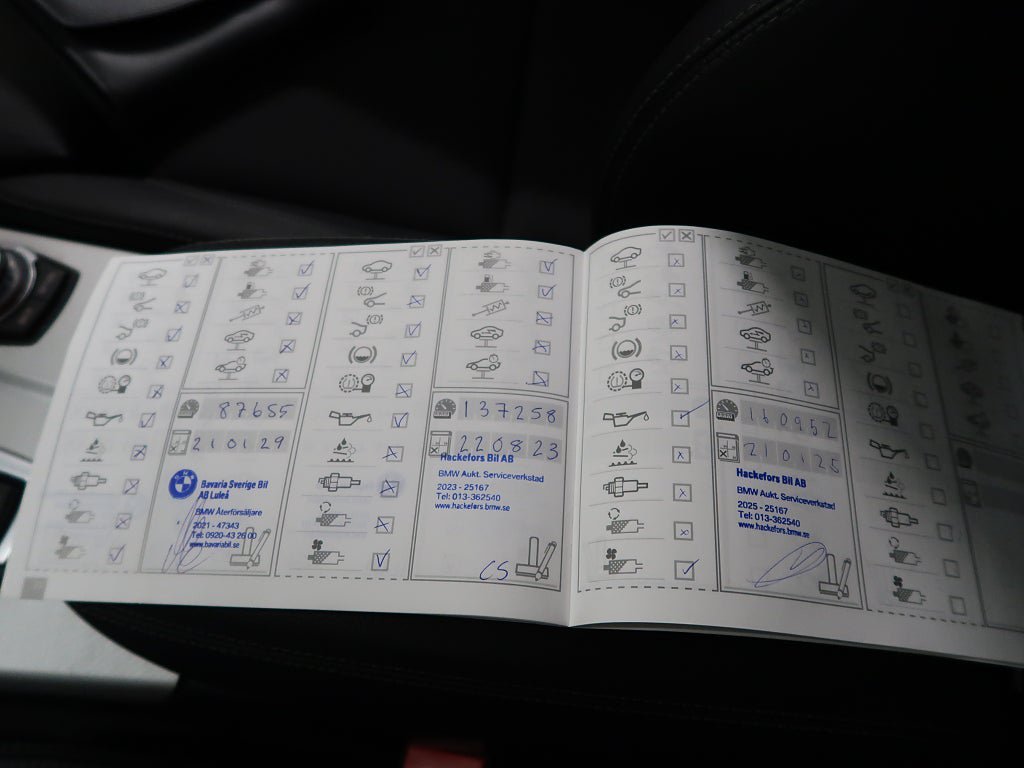 87655
210129
Bavaria Sverige Bil
AB Luleå
BMW Återförsäljare
2021 - 47343
Tel: 0920-43 26 00
www.bavariabil.se
137258
220823
Hackefors Bil AB
BMW Aukt. Serviceverkstad
2023 - 25167
Tel: 013-362540
www.hackefors.bmw.se
CS
160952
210125
Hackefors Bil AB
BMW Aukt. Serviceverkstad
2025 - 25167
Tel: 013-362540
www.hackefors.bmw.se